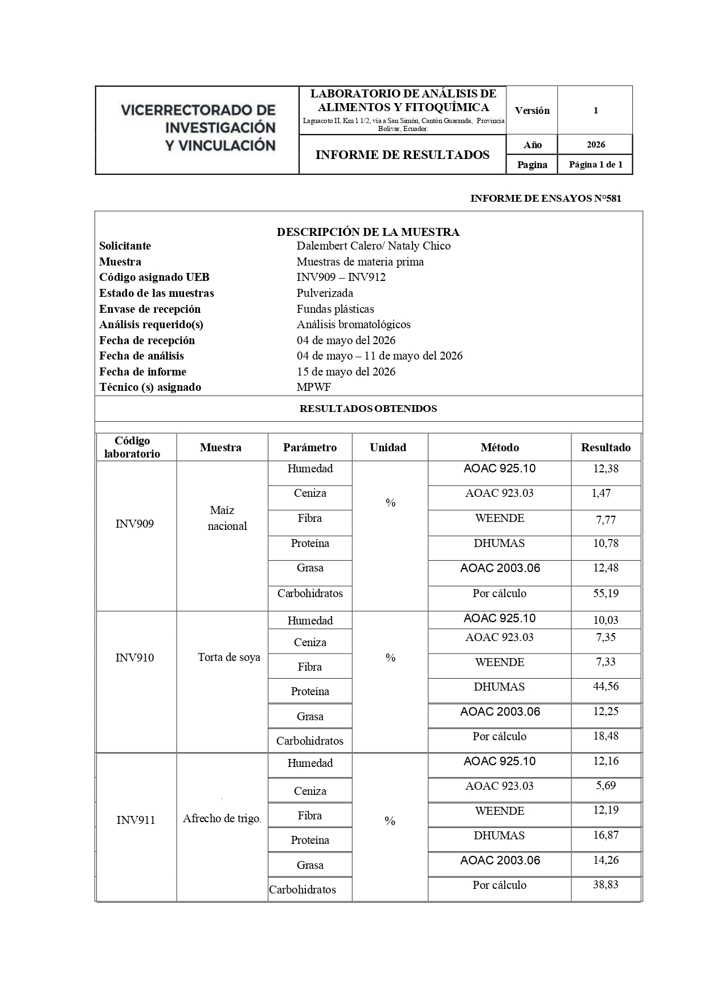 VICERRECTORADO DE
INVESTIGACIÓN
Y VINCULACIÓN
LABORATORIO DE ANÁLISIS DE
ALIMENTOS Y FITOQUÍMICA
Laguacoto II, Km 1 1/2, vía a San Simón, Cantón Guaranda, Provincia
Bolívar, Ecuador.
Versión 1
INFORME DE RESULTADOS
Año 2026
Pagina Página 1 de 1
INFORME DE ENSAYOS N°581
DESCRIPCIÓN DE LA MUESTRA
Solicitante Dalembert Calero/ Nataly Chico
Muestra Muestras de materia prima
Código asignado UEB INV909 – INV912
Estado de las muestras Pulverizada
Envase de recepción Fundas plásticas
Análisis requerido(s) Análisis bromatológicos
Fecha de recepción 04 de mayo del 2026
Fecha de análisis 04 de mayo – 11 de mayo del 2026
Fecha de informe 15 de mayo del 2026
Técnico (s) asignado MPWF
RESULTADOS OBTENIDOS
Código
laboratorio
Muestra Parámetro Unidad Método Resultado
INV909
Maíz
nacional
%
Humedad AOAC 925.10 12,38
Ceniza AOAC 923.03 1,47
Fibra WEENDE 7,77
Proteína DHUMAS 10,78
Grasa AOAC 2003.06 12,48
Carbohidratos Por cálculo 55,19
INV910 Torta de soya %
Humedad AOAC 925.10 10,03
Ceniza AOAC 923.03 7,35
Fibra WEENDE 7,33
Proteína DHUMAS 44,56
Grasa AOAC 2003.06 12,25
Carbohidratos Por cálculo 18,48
INV911 Afrecho de trigo. %
Humedad AOAC 925.10 12,16
Ceniza AOAC 923.03 5,69
Fibra WEENDE 12,19
Proteína DHUMAS 16,87
Grasa AOAC 2003.06 14,26
Carbohidratos Por cálculo 38,83